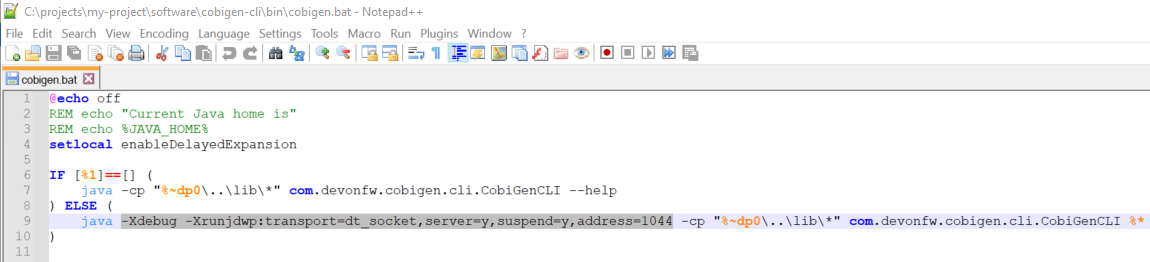 C:\projects\my-project\software\cobigen-cli\bin\cobigen.bat - Notepad++
File Edit Search View Encoding Language Settings Tools Macro Run Plugins Window ?
cobigen.bat
1 @echo off
2 REM echo "Current Java home is"
3 REM echo %JAVA_HOME%
4 setlocal enableDelayedExpansion
5
6 IF [%1]==[] (
7     java -cp "%~dp0\..\lib\*" com.devonfw.cobigen.cli.CobiGenCLI --help
8 ) ELSE (
9     java -Xdebug -Xrunjdwp:transport=dt_socket,server=y,suspend=y,address=1044 -cp "%~dp0\..\lib\*" com.devonfw.cobigen.cli.CobiGenCLI %*
10 )
11